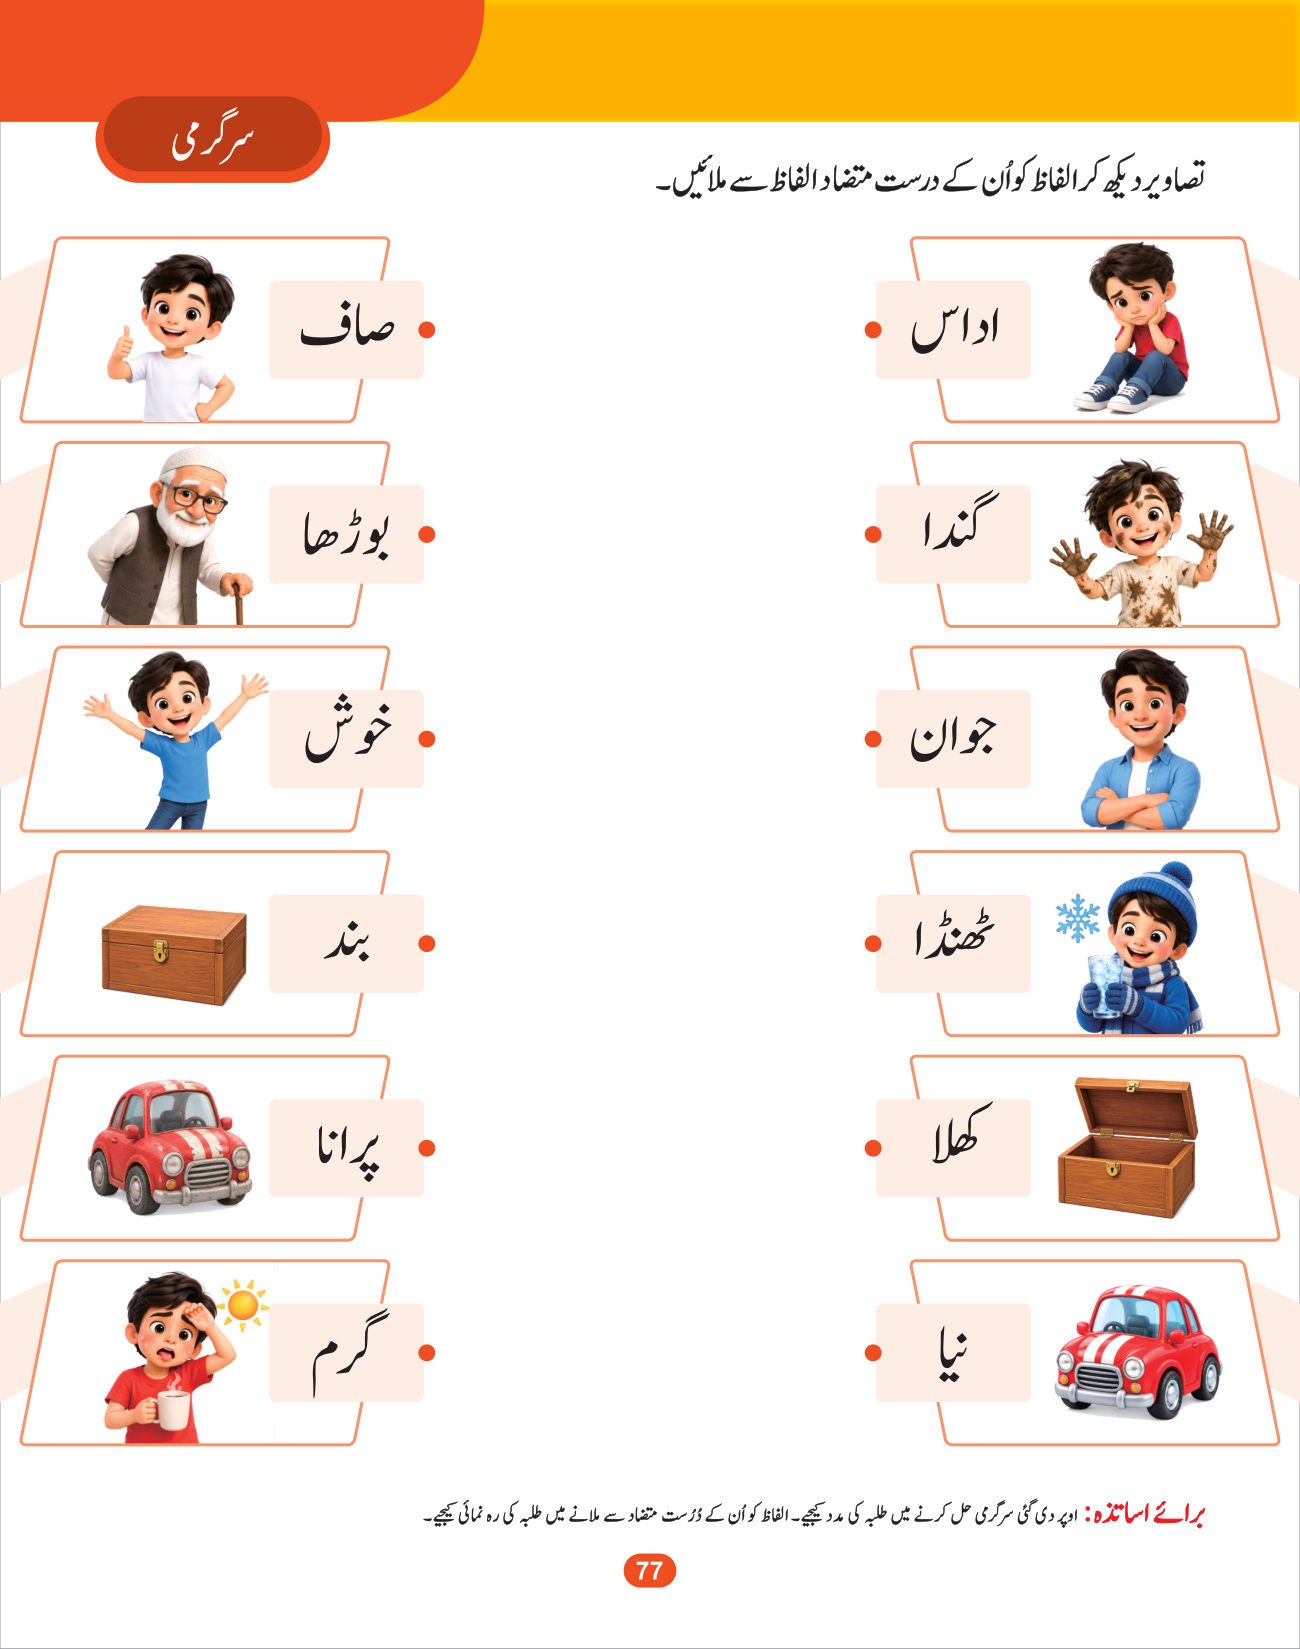 سرگرمی
تصاویر دیکھ کر الفاظ کو اُن کے درست متضاد الفاظ سے ملائیں۔
اداس
صاف
گندا
بوڑھا
جوان
خوش
ٹھنڈا
بند
کھلا
پرانا
نیا
گرم
برائے اساتذہ: اوپر دی گئی سرگرمی حل کرنے میں طلبہ کی مدد کیجیے۔ الفاظ کو اُن کے دُرُست متضاد سے ملانے میں طلبہ کی رہ نمائی کیجیے۔
77